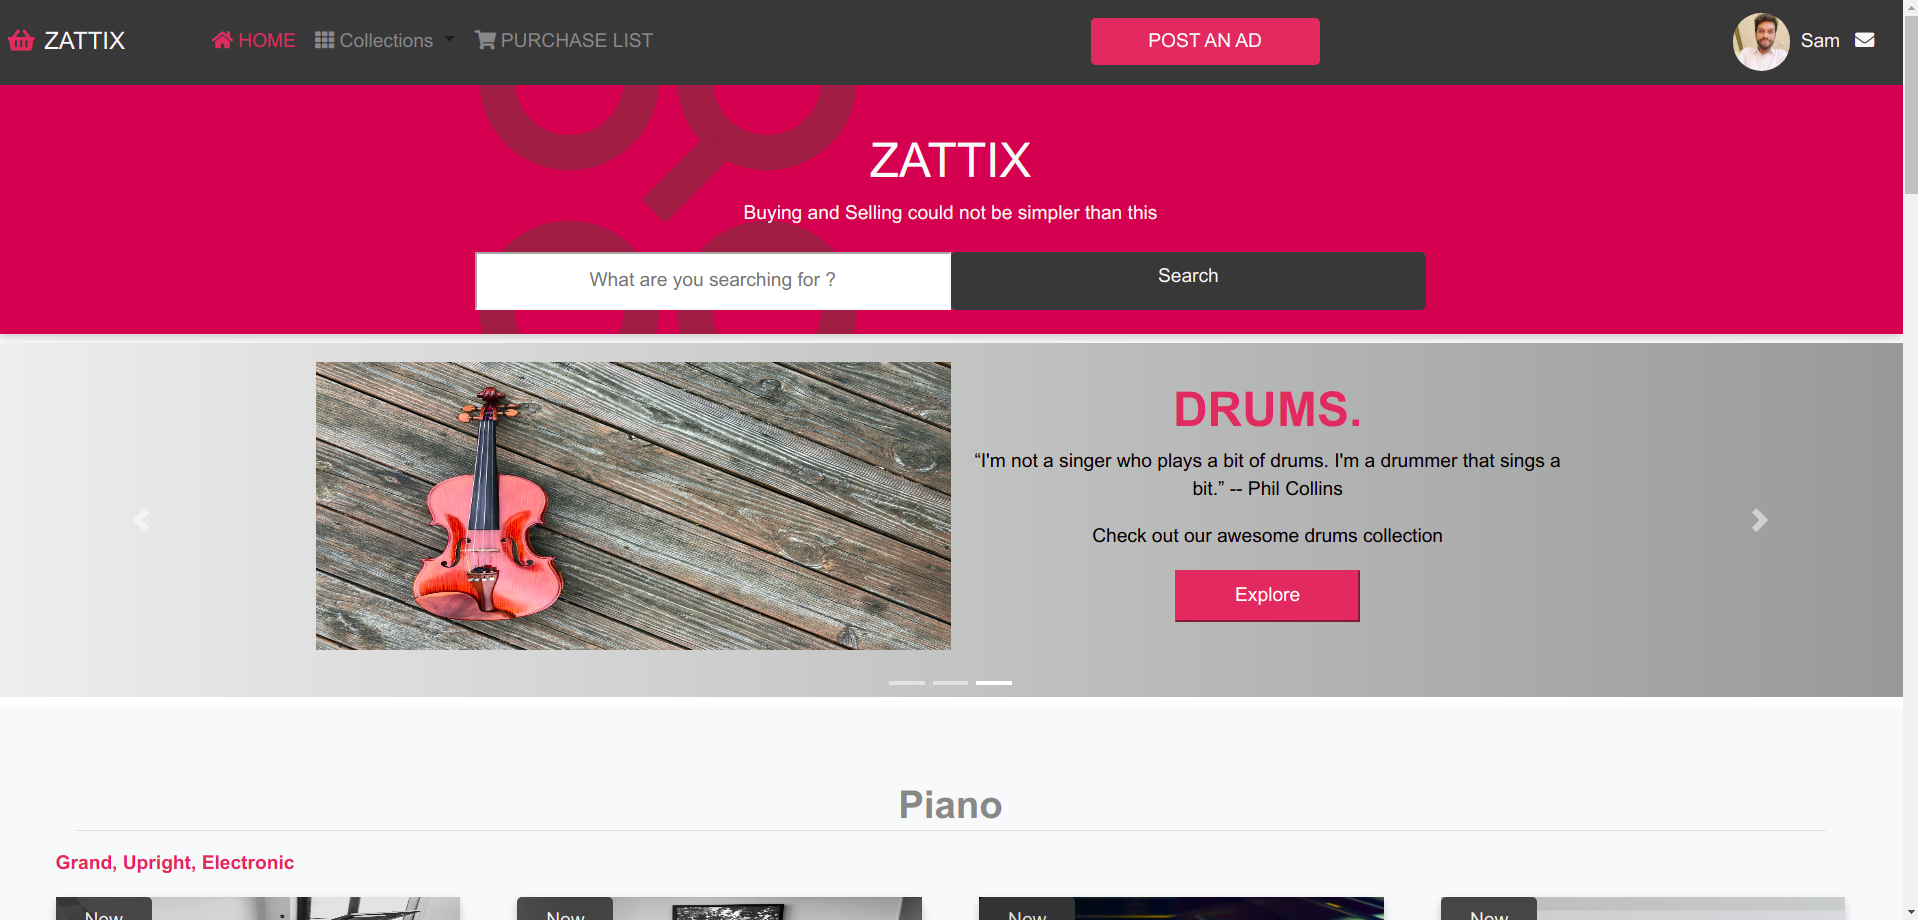 ZATTIX HOME Collections PURCHASE LIST POST AN AD Sam
ZATTIX
Buying and Selling could not be simpler than this
What are you searching for ? Search
DRUMS.
“I'm not a singer who plays a bit of drums. I'm a drummer that sings a
bit.” -- Phil Collins
Check out our awesome drums collection
Explore
Piano
Grand, Upright, Electronic
New New New New